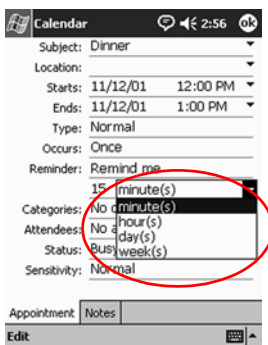 Calendar 2:56 ok
Subject: Dinner
Location:
Starts: 11/12/01 12:00 PM
Ends: 11/12/01 1:00 PM
Type: Normal
Occurs: Once
Reminder: Remind me
15 minute(s)
minute(s)
hour(s)
day(s)
week(s)
Categories: No
Attendees: No a
Status: Busy
Sensitivity: Normal
Appointment Notes
Edit